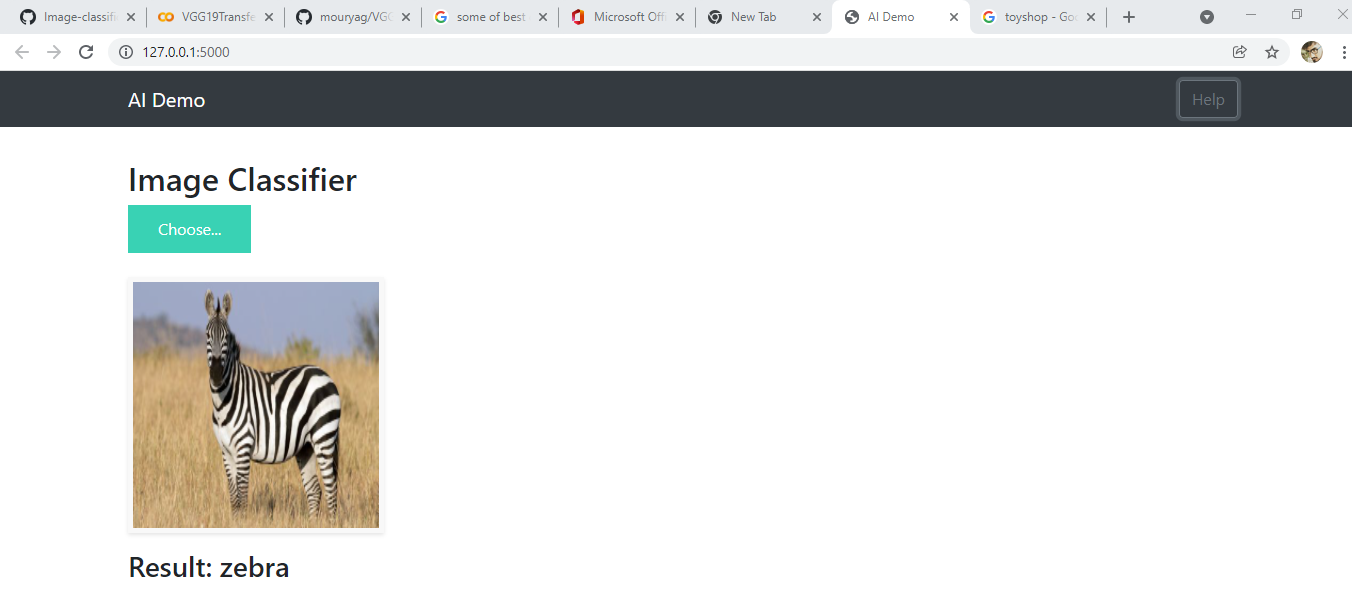 Image-classifi
VGG19Transfe
mouryag/VGG
some of best
Microsoft Offi
New Tab
AI Demo
toyshop - Goo
127.0.0.1:5000
AI Demo
Help
Image Classifier
Choose...
Result: zebra